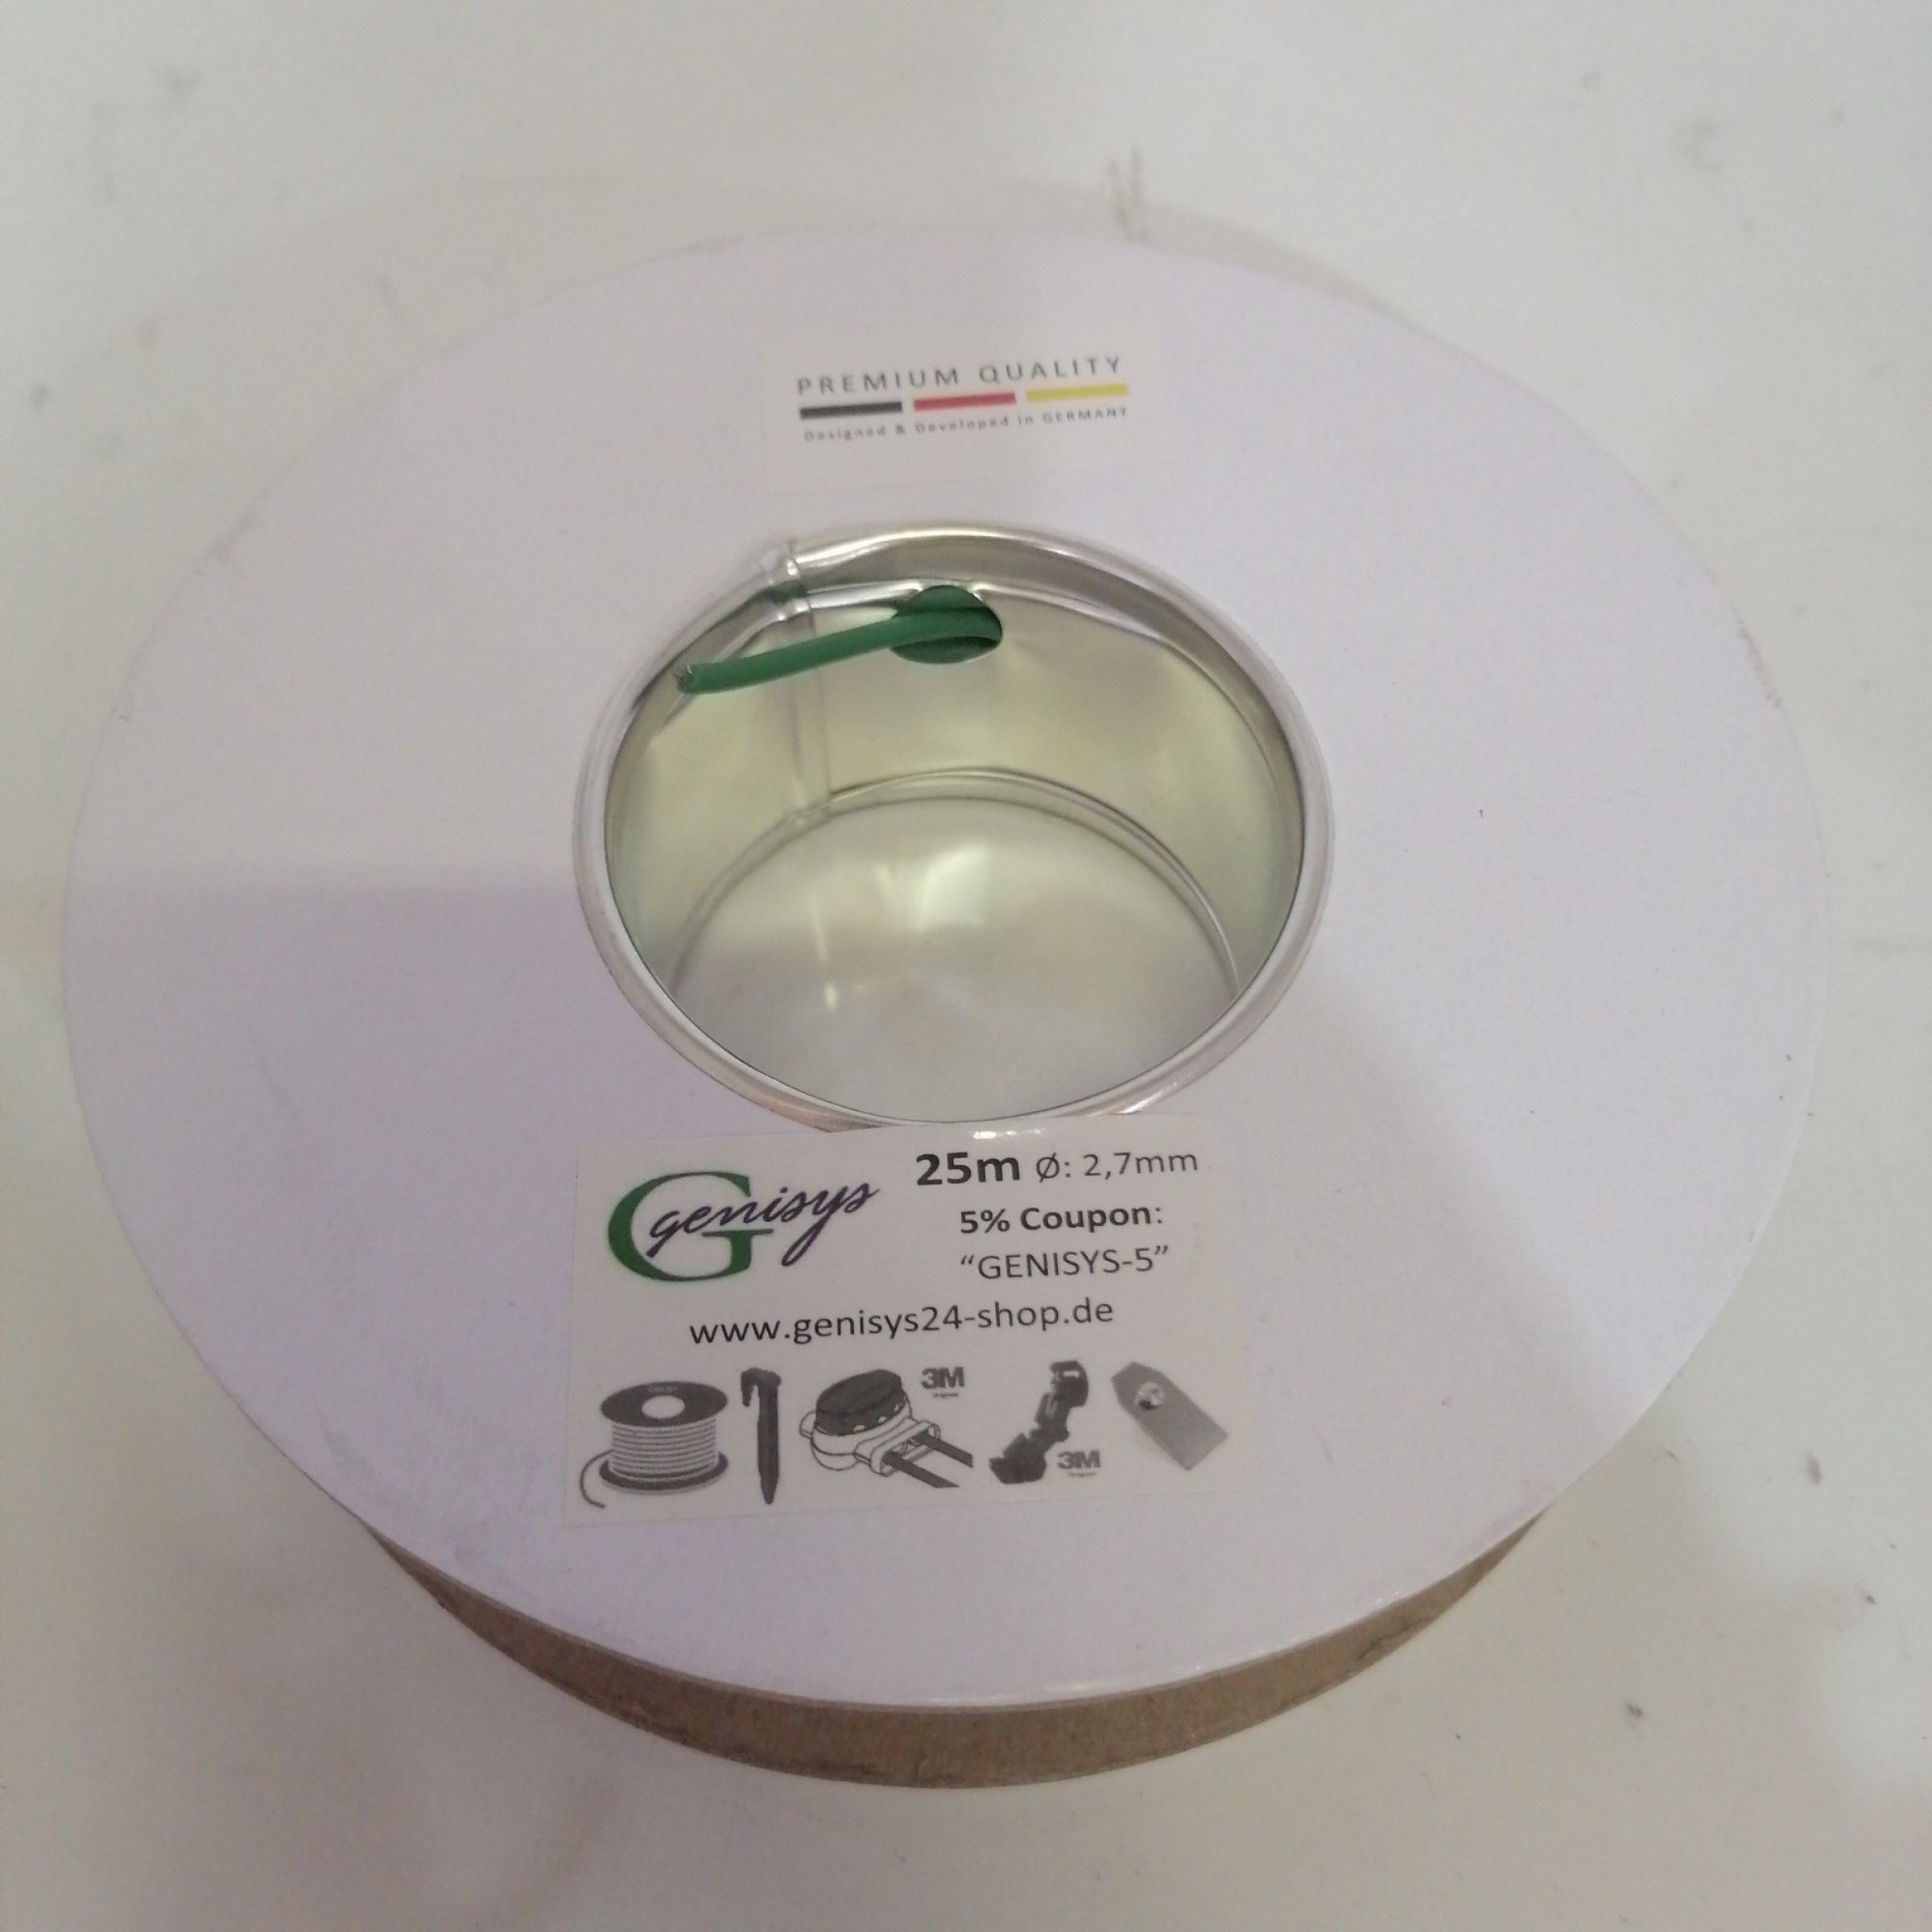 PREMIUM QUALITY
Designed & Developed in GERMANY
G genisys
25m Ø: 2,7mm
5% Coupon:
“GENISYS-5”
www.genisys24-shop.de
3M
3M